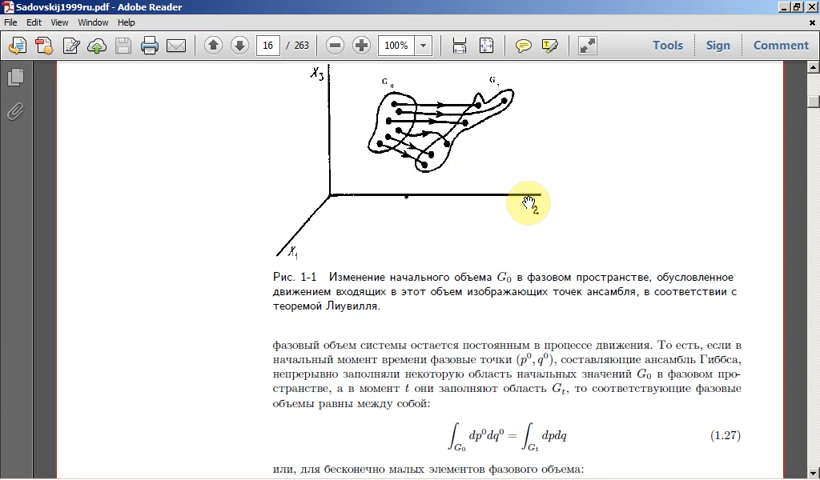 Sadovskij1999ru.pdf - Adobe Reader
File Edit View Window Help
16 / 263 100% Tools Sign Comment
X3
G0 Gt
2
X1
Рис. 1-1 Изменение начального объема G0 в фазовом пространстве, обусловленное
движением входящих в этот объем изображающих точек ансамбля, в соответствии с
теоремой Лиувилля.
фазовый объем системы остается постоянным в процессе движения. То есть, если в
начальный момент времени фазовые точки (p⁰, q⁰), составляющие ансамбль Гиббса,
непрерывно заполняли некоторую область начальных значений G0 в фазовом про-
странстве, а в момент t они заполняют область Gt, то соответствующие фазовые
объемы равны между собой:
∫G0 dp⁰dq⁰ = ∫Gt dpdq (1.27)
или, для бесконечно малых элементов фазового объема: